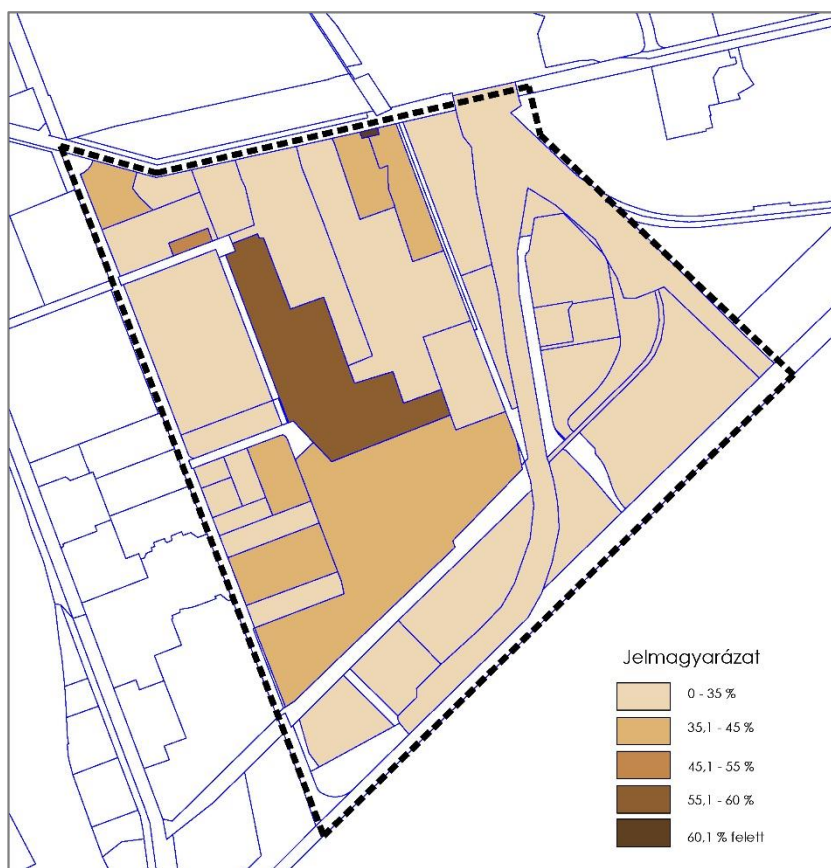 Jelmagyarázat
0 - 35 %
35,1 - 45%
45,1 - 55 %
55,1 - 60 %
60,1 % felett